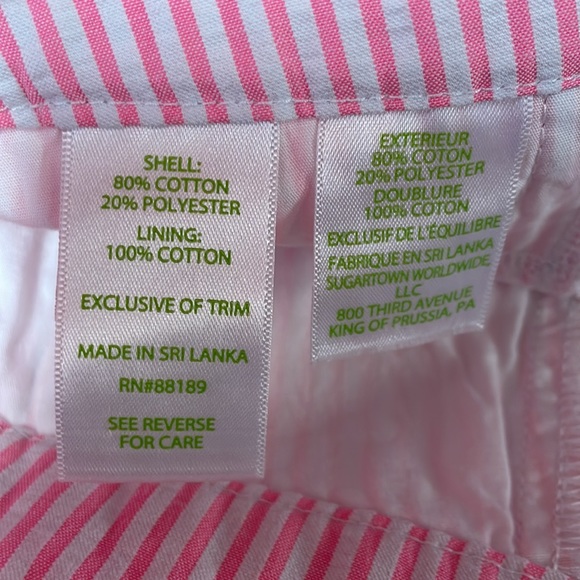 SHELL:
80% COTTON
20% POLYESTER
LINING:
100% COTTON
EXCLUSIVE OF TRIM
MADE IN SRI LANKA
RN#88189
SEE REVERSE
FOR CARE
EXTERIEUR
80% COTON
20% POLYESTER
DOUBLURE
100% COTON
EXCLUSIF DE L'ÉQUILIBRE
FABRIQUE EN SRI LANKA
SUGARTOWN WORLDWIDE
LLC
800 THIRD AVENUE
KING OF PRUSSIA, PA